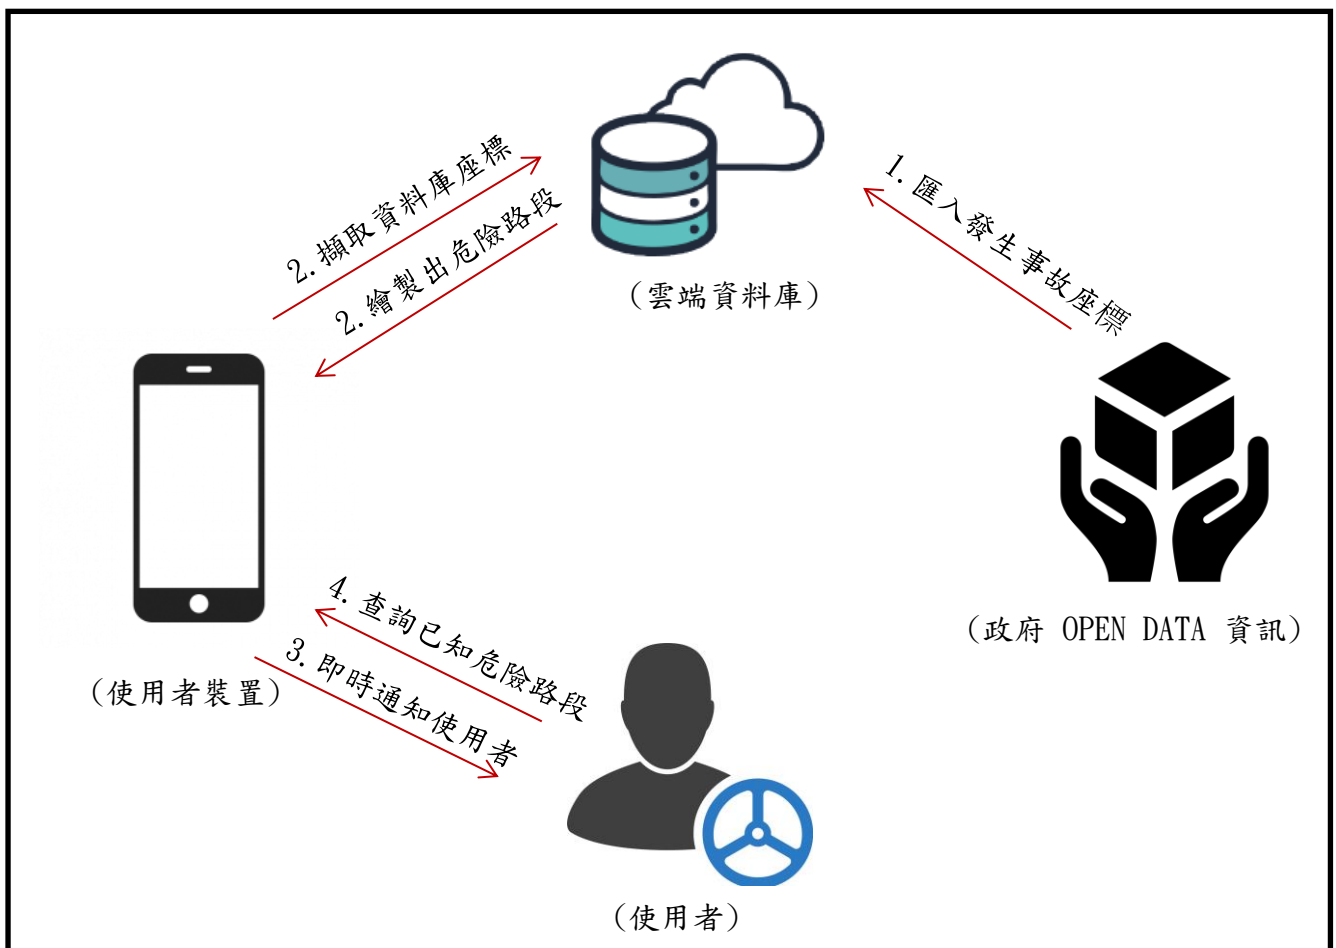 2.擷取資料庫座標
2.繪製出危險路段
1.匯入發生事故座標
(雲端資料庫)
(政府 OPEN DATA 資訊)
4.查詢已知危險路段
3.即時通知使用者
(使用者裝置)
(使用者)